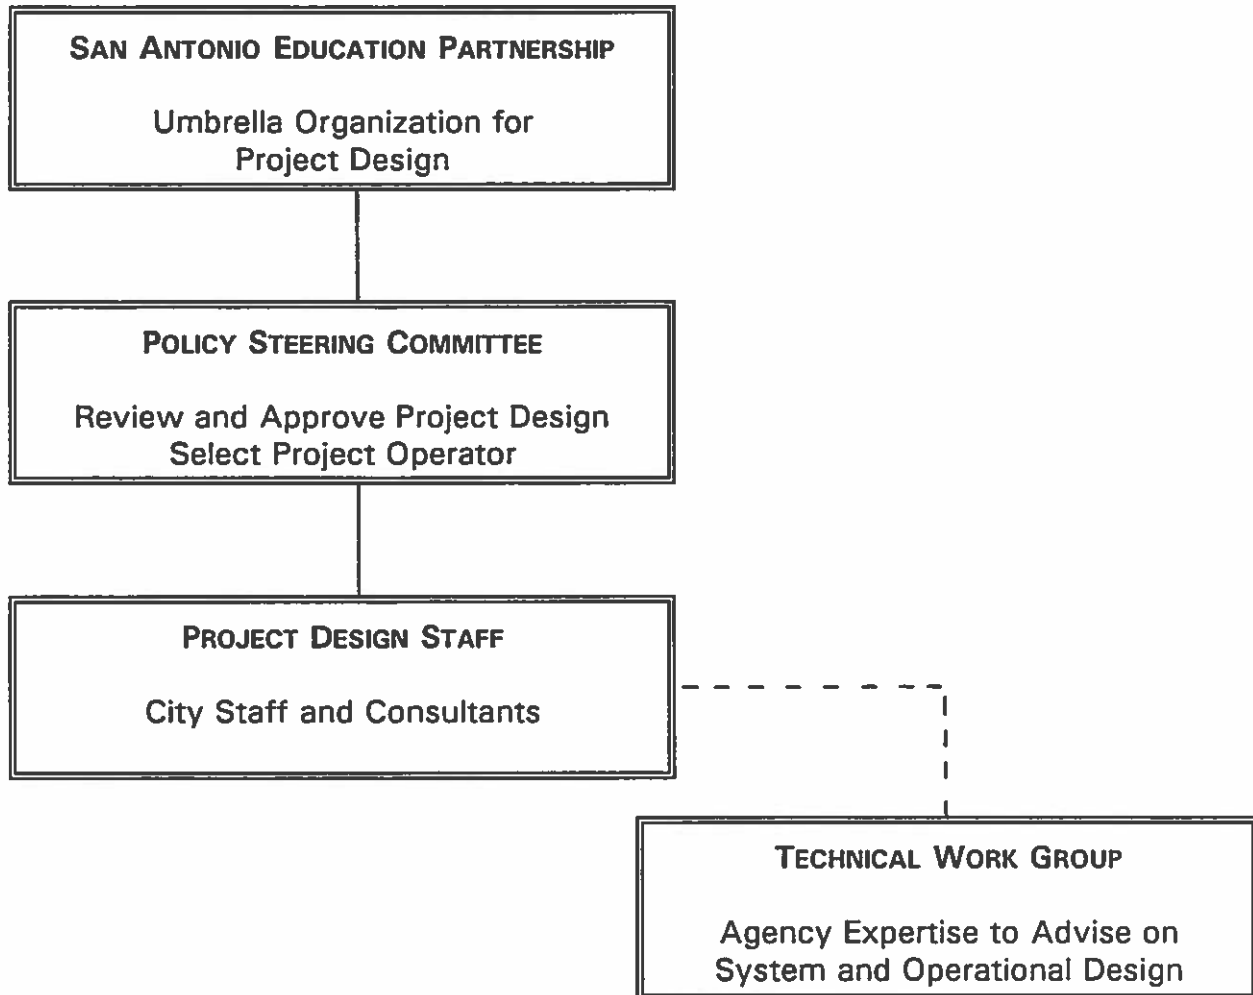 SAN ANTONIO EDUCATION PARTNERSHIP
Umbrella Organization for
Project Design
POLICY STEERING COMMITTEE
Review and Approve Project Design
Select Project Operator
PROJECT DESIGN STAFF
City Staff and Consultants
TECHNICAL WORK GROUP
Agency Expertise to Advise on
System and Operational Design